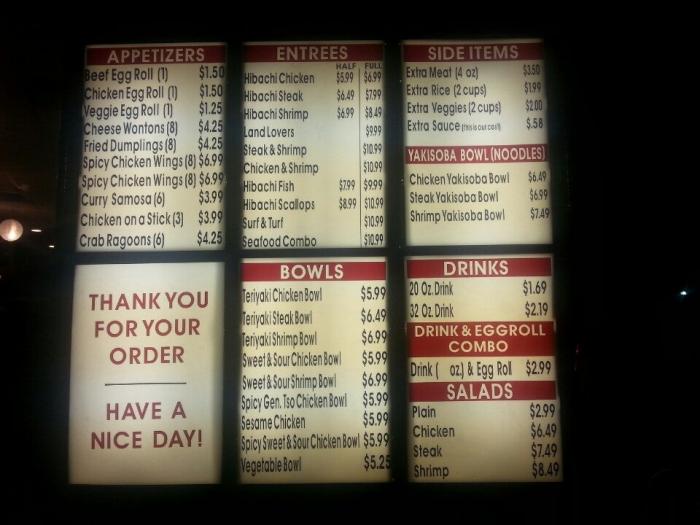 APPETIZERS
Beef Egg Roll (1) $1.50
Chicken Egg Roll (1) $1.50
Veggie Egg Roll (1) $1.25
Cheese Wontons (8) $4.25
Fried Dumplings (8) $4.25
Spicy Chicken Wings (8) $6.99
Spicy Chicken Wings (8) $6.99
Curry Samosa (6) $3.99
Chicken on a Stick (3) $3.99
Crab Ragoons (6) $4.25
THANK YOU
FOR YOUR
ORDER
HAVE A
NICE DAY!
ENTREES
HALF FULL
Hibachi Chicken $5.99 $6.99
Hibachi Steak $6.49 $7.99
Hibachi Shrimp $6.99 $8.49
Land Lovers $9.99
Steak & Shrimp $10.99
Chicken & Shrimp $10.99
Hibachi Fish $7.99 $9.99
Hibachi Scallops $8.99 $10.99
Surf & Turf $10.99
Seafood Combo $10.99
BOWLS
Teriyaki Chicken Bowl $5.99
Teriyaki Steak Bowl $6.49
Teriyaki Shrimp Bowl $6.99
Sweet & Sour Chicken Bowl $5.99
Sweet & Sour Shrimp Bowl $6.99
Spicy Gen. Tso Chicken Bowl $5.99
Sesame Chicken $5.99
Spicy Sweet & Sour Chicken Bowl $5.99
Vegetable Bowl $5.25
SIDE ITEMS
Extra Meat (4 oz) $3.50
Extra Rice (2 cups) $1.99
Extra Veggies (2 cups) $2.00
Extra Sauce (this is our cost) $.58
YAKISOBA BOWL (NOODLES)
Chicken Yakisoba Bowl $6.49
Steak Yakisoba Bowl $6.99
Shrimp Yakisoba Bowl $7.49
DRINKS
20 Oz. Drink $1.69
32 Oz. Drink $2.19
DRINK & EGGROLL
COMBO
Drink ( oz.) & Egg Roll $2.99
SALADS
Plain $2.99
Chicken $6.49
Steak $7.49
Shrimp $8.49